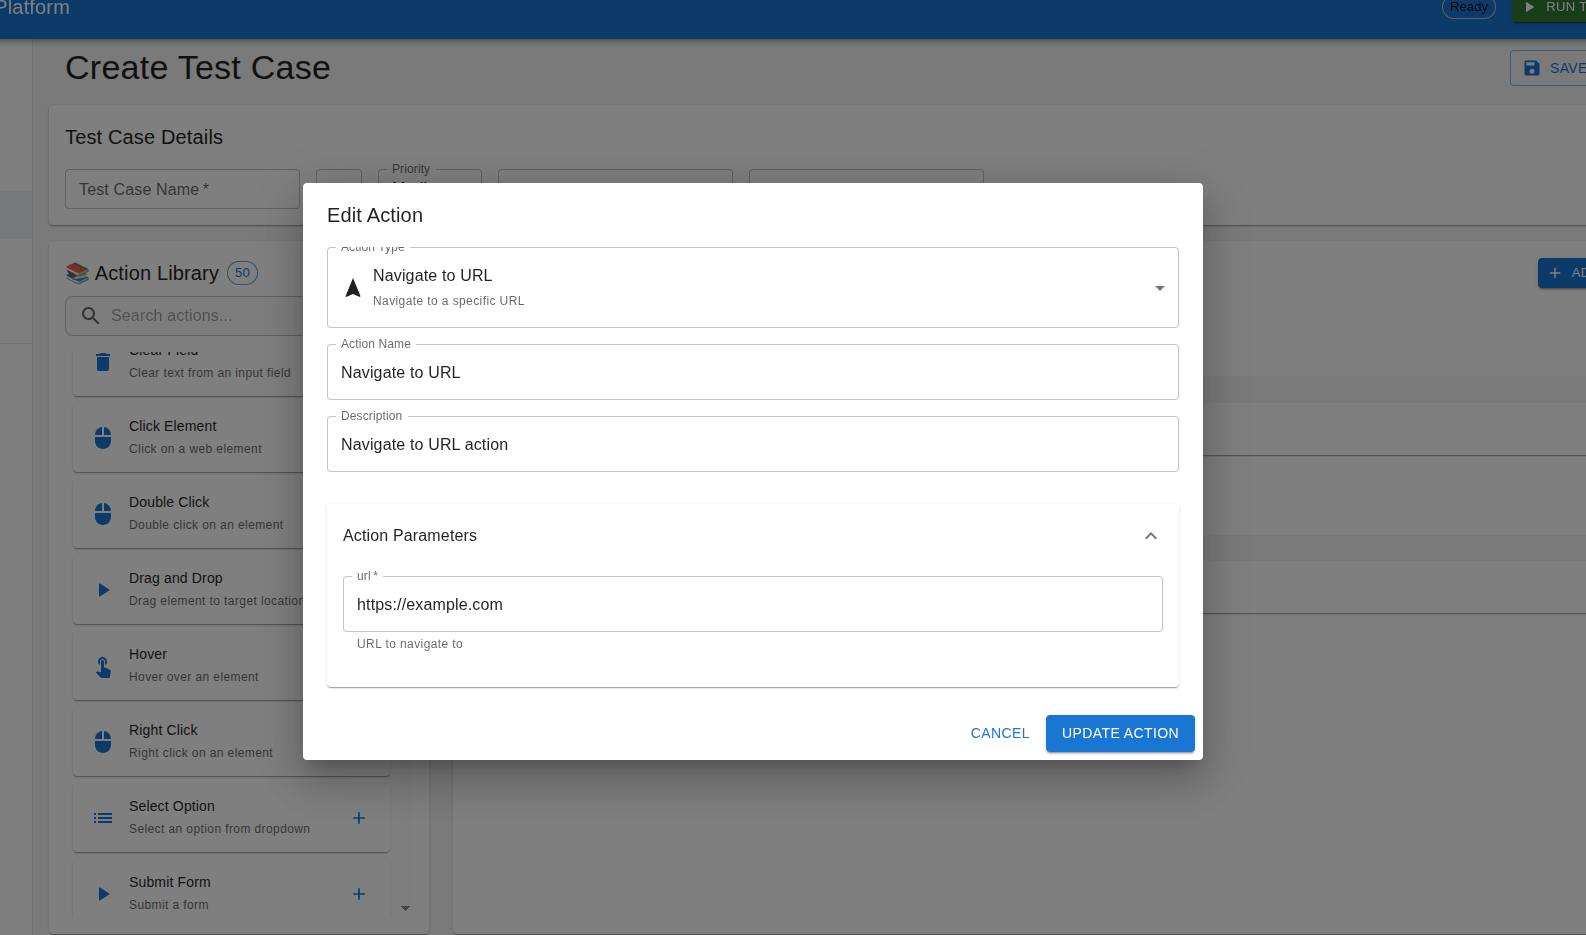 Platform
Ready
RUN T
Create Test Case
SAVE
Test Case Details
Test Case Name *
Priority
Action Library
50
AD
Search actions...
Clear Field
Clear text from an input field
Click Element
Click on a web element
Double Click
Double click on an element
Drag and Drop
Drag element to target location
Hover
Hover over an element
Right Click
Right click on an element
Select Option
Select an option from dropdown
Submit Form
Submit a form
Edit Action
Action Type
Navigate to URL
Navigate to a specific URL
Action Name
Navigate to URL
Description
Navigate to URL action
Action Parameters
url *
https://example.com
URL to navigate to
CANCEL
UPDATE ACTION